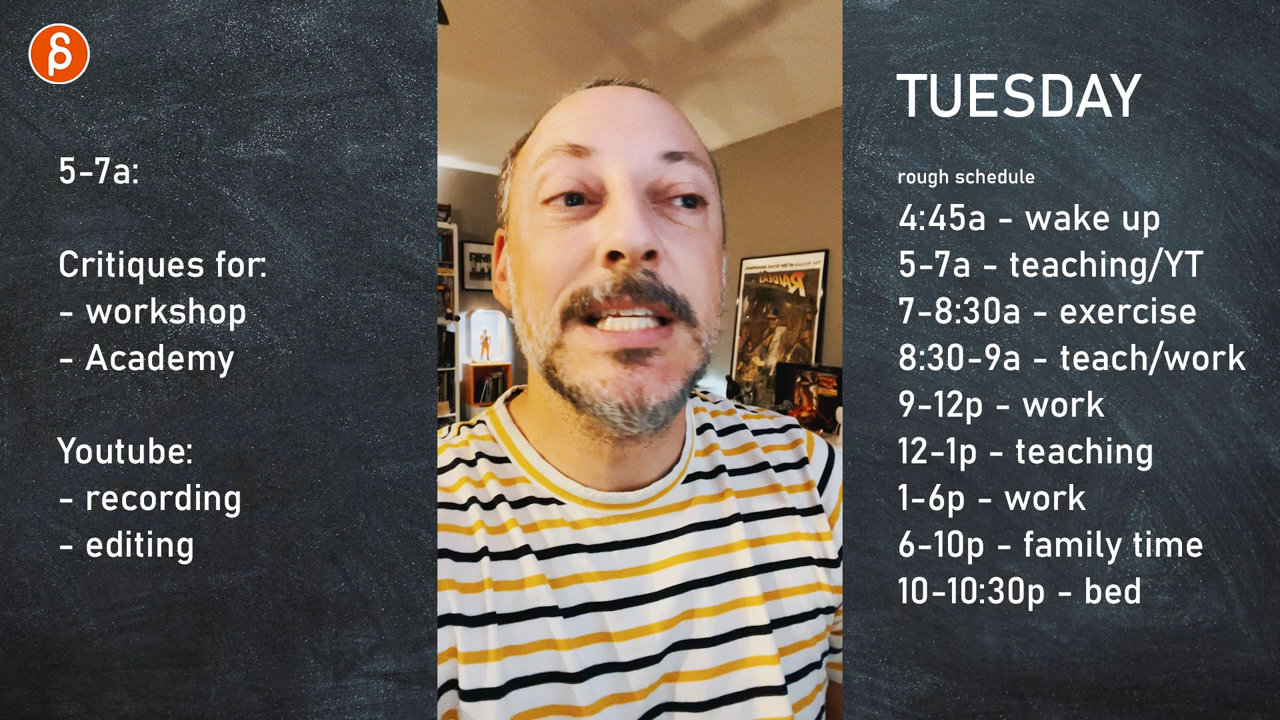 5-7a:
Critiques for:
- workshop
- Academy
Youtube:
- recording
- editing
RAIDERS
TUESDAY
rough schedule
4:45a - wake up
5-7a - teaching/YT
7-8:30a - exercise
8:30-9a - teach/work
9-12p - work
12-1p - teaching
1-6p - work
6-10p - family time
10-10:30p - bed